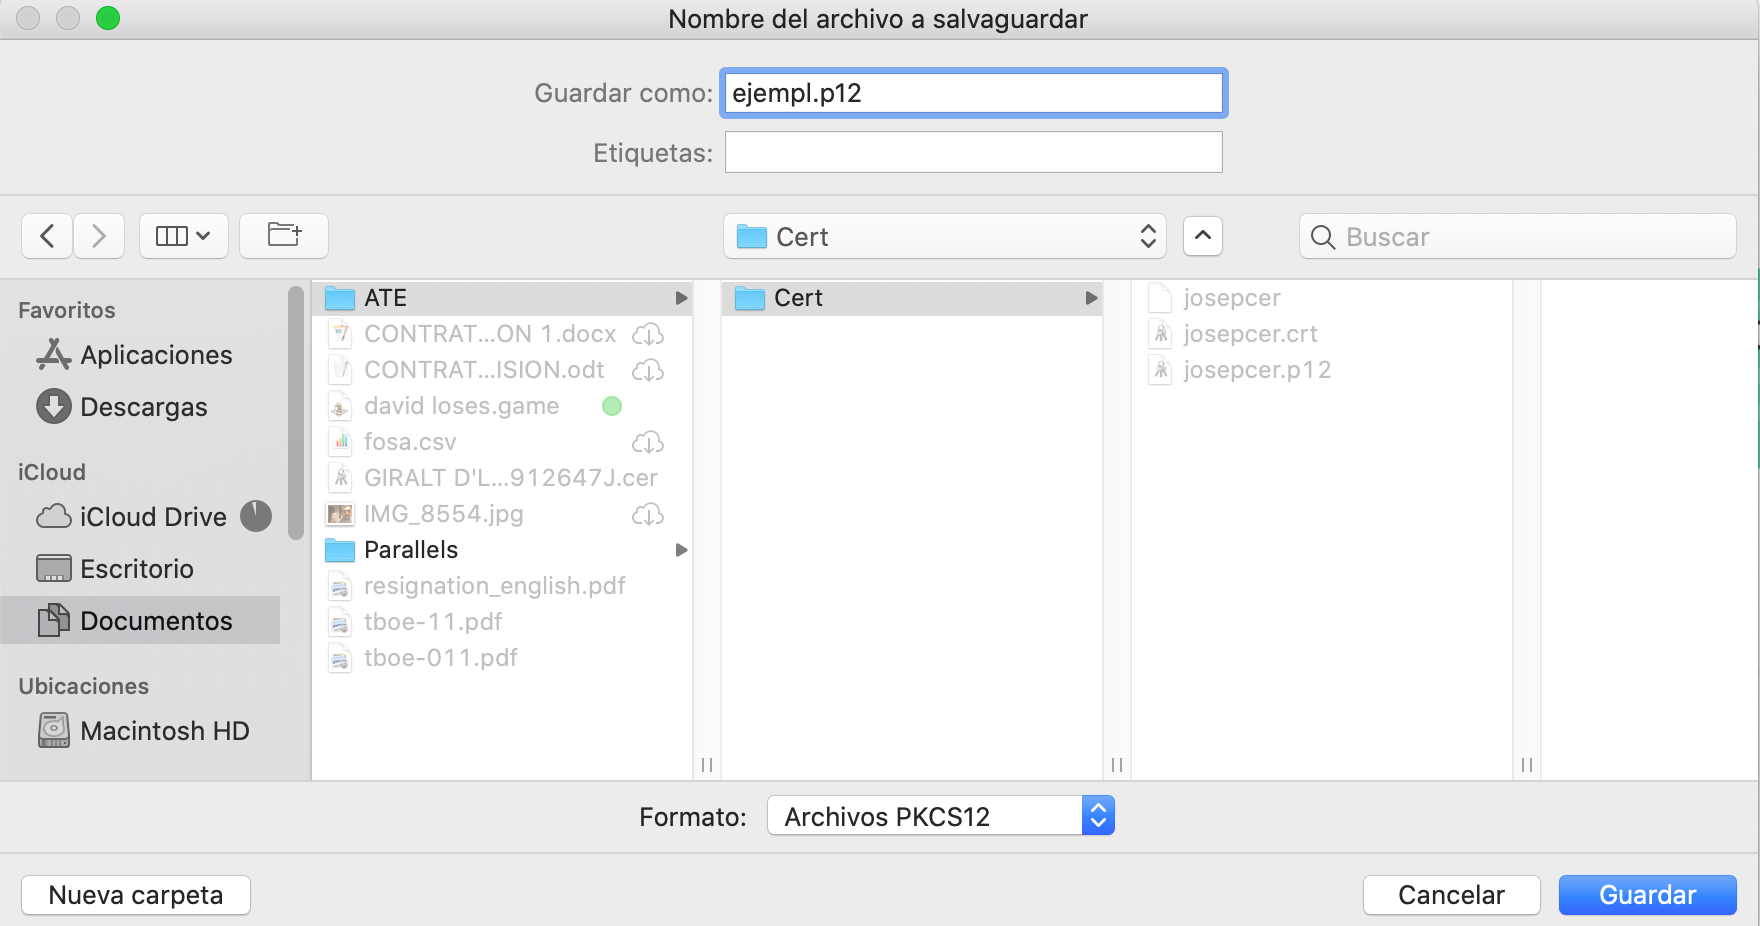 Nombre del archivo a salvaguardar
Guardar como: ejempl.p12
Etiquetas:
Cert
Buscar
Favoritos
Aplicaciones
Descargas
iCloud
iCloud Drive
Escritorio
Documentos
Ubicaciones
Macintosh HD
ATE
CONTRAT...ON 1.docx
CONTRAT...ISION.odt
david loses.game
fosa.csv
GIRALT D'L...912647J.cer
IMG_8554.jpg
Parallels
resignation_english.pdf
tboe-11.pdf
tboe-011.pdf
Cert
josepcer
josepcer.crt
josepcer.p12
Formato: Archivos PKCS12
Nueva carpeta
Cancelar
Guardar